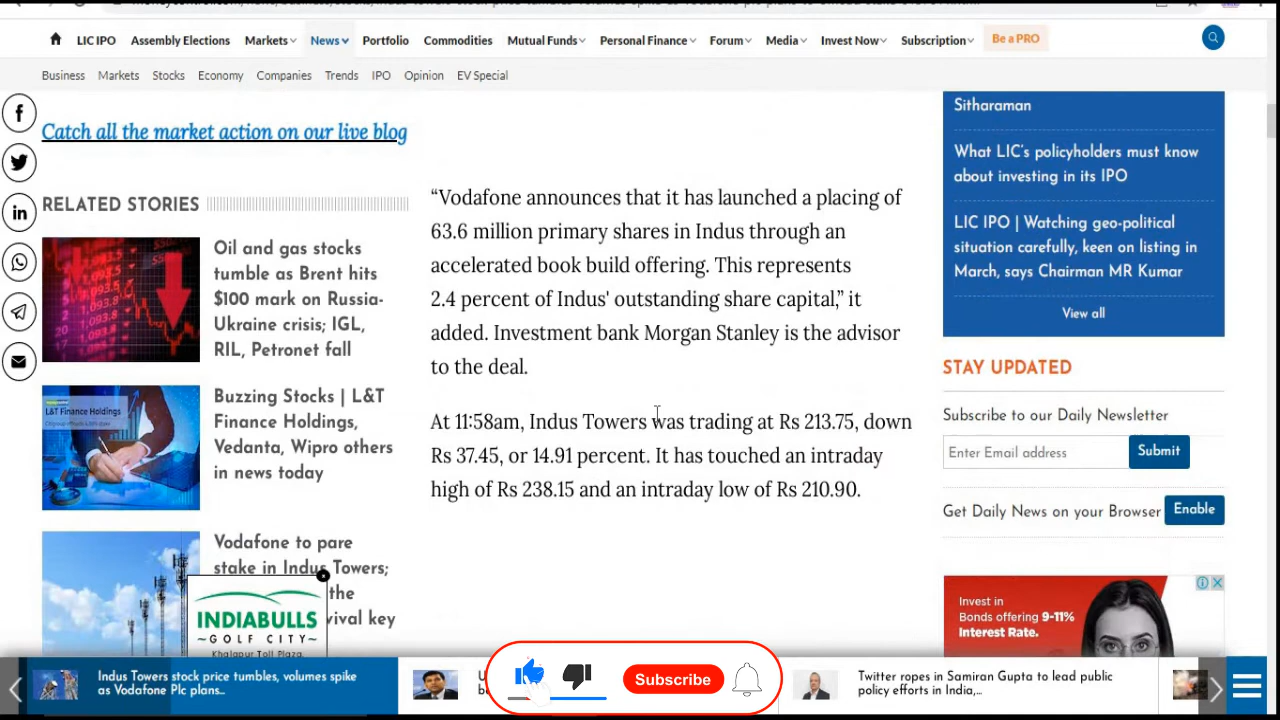 LIC IPO Assembly Elections Markets News Portfolio Commodities Mutual Funds Personal Finance Forum Media Invest Now Subscription Be a PRO
Business Markets Stocks Economy Companies Trends IPO Opinion EV Special
Catch all the market action on our live blog
RELATED STORIES
Oil and gas stocks
tumble as Brent hits
$100 mark on Russia-
Ukraine crisis; IGL,
RIL, Petronet fall
L&T Finance Holdings
Buzzing Stocks | L&T
Finance Holdings,
Vedanta, Wipro others
in news today
Vodafone to pare
stake in Indus Towers;
the
vival key
INDIABULLS
~GOLF CITY~
Khalapur Toll Plaza,
“Vodafone announces that it has launched a placing of
63.6 million primary shares in Indus through an
accelerated book build offering. This represents
2.4 percent of Indus' outstanding share capital,” it
added. Investment bank Morgan Stanley is the advisor
to the deal.
At 11:58am, Indus Towers was trading at Rs 213.75, down
Rs 37.45, or 14.91 percent. It has touched an intraday
high of Rs 238.15 and an intraday low of Rs 210.90.
Sitharaman
What LIC’s policyholders must know
about investing in its IPO
LIC IPO | Watching geo-political
situation carefully, keen on listing in
March, says Chairman MR Kumar
View all
STAY UPDATED
Subscribe to our Daily Newsletter
Enter Email address Submit
Get Daily News on your Browser Enable
Invest in
Bonds offering 9-11%
Interest Rate.
Indus Towers stock price tumbles, volumes spike
as Vodafone Plc plans...
Subscribe
Twitter ropes in Samiran Gupta to lead public
policy efforts in India,...